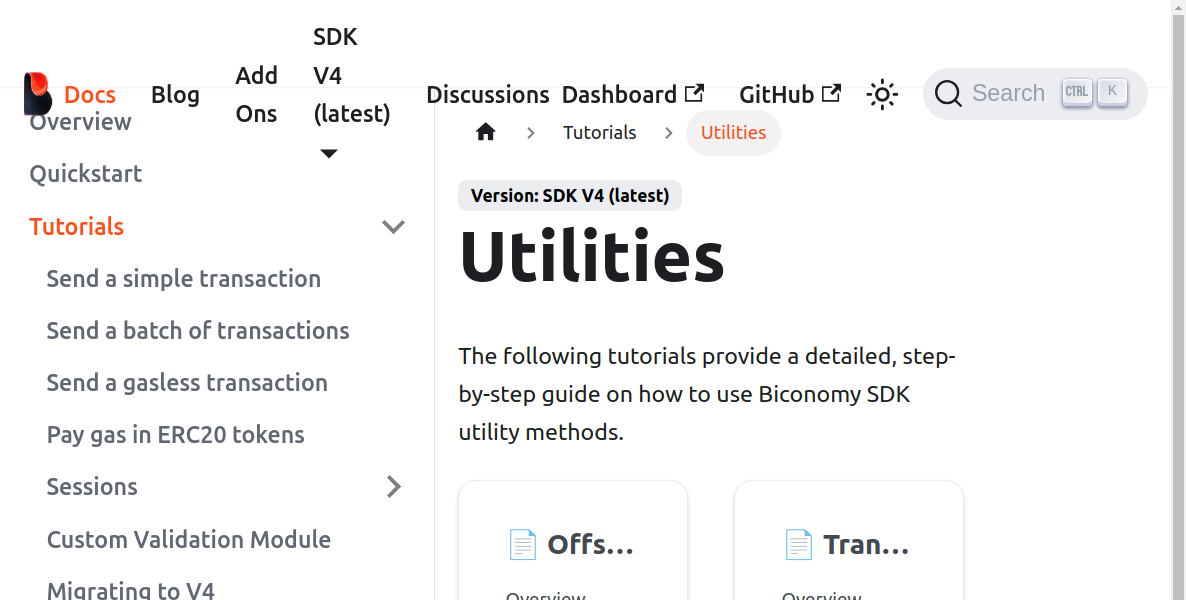 Docs
Blog
Add
Ons
SDK
V4
(latest)
Discussions
Dashboard
GitHub
Search
CTRL
K
Overview
Quickstart
Tutorials
Send a simple transaction
Send a batch of transactions
Send a gasless transaction
Pay gas in ERC20 tokens
Sessions
Custom Validation Module
Migrating to V4
Tutorials
Utilities
Version: SDK V4 (latest)
Utilities
The following tutorials provide a detailed, step-
by-step guide on how to use Biconomy SDK
utility methods.
Offs...
Overview
Tran...
Overview